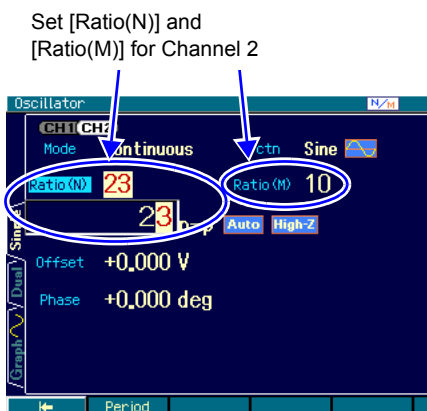 Set [Ratio(N)] and
[Ratio(M)] for Channel 2
Oscillator N/M
CH1 CH2
Mode Continuous Sine
Ratio(N) 23 Ratio(M) 10
23 Auto High-Z
Offset +0.000 V
Phase +0.000 deg
Single
Dual
Graph
Period